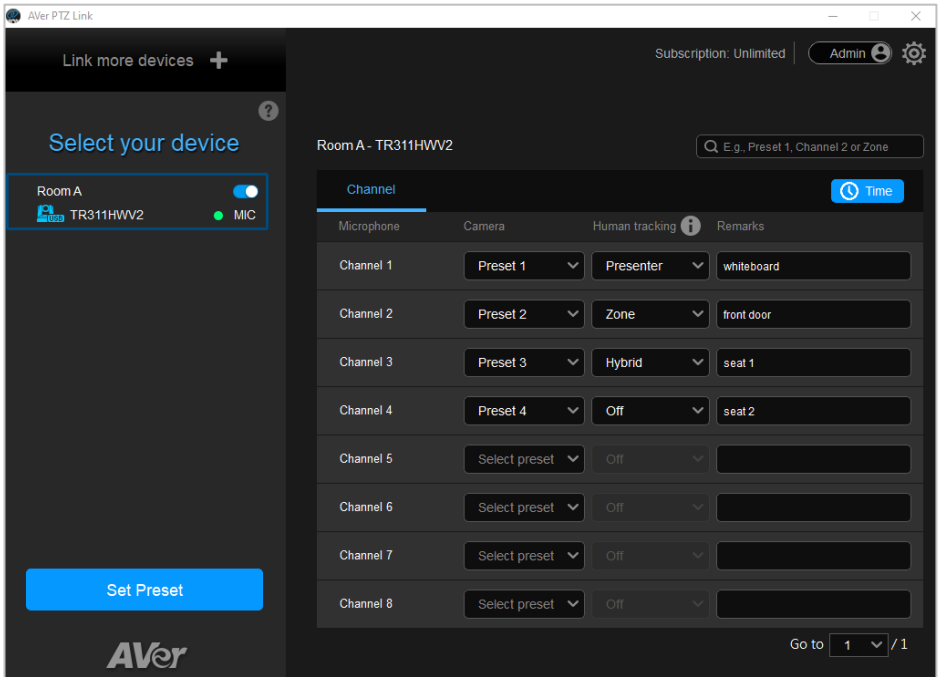 AVer PTZ Link
Link more devices
Subscription: Unlimited
Admin
?
Select your device
Room A
USB TR311HWV2
MIC
Set Preset
AVer
Room A - TR311HWV2
E.g., Preset 1, Channel 2 or Zone
Channel
Time
Microphone Camera Human tracking i Remarks
Channel 1 Preset 1 Presenter whiteboard
Channel 2 Preset 2 Zone front door
Channel 3 Preset 3 Hybrid seat 1
Channel 4 Preset 4 Off seat 2
Channel 5 Select preset Off
Channel 6 Select preset Off
Channel 7 Select preset Off
Channel 8 Select preset Off
Go to 1 / 1